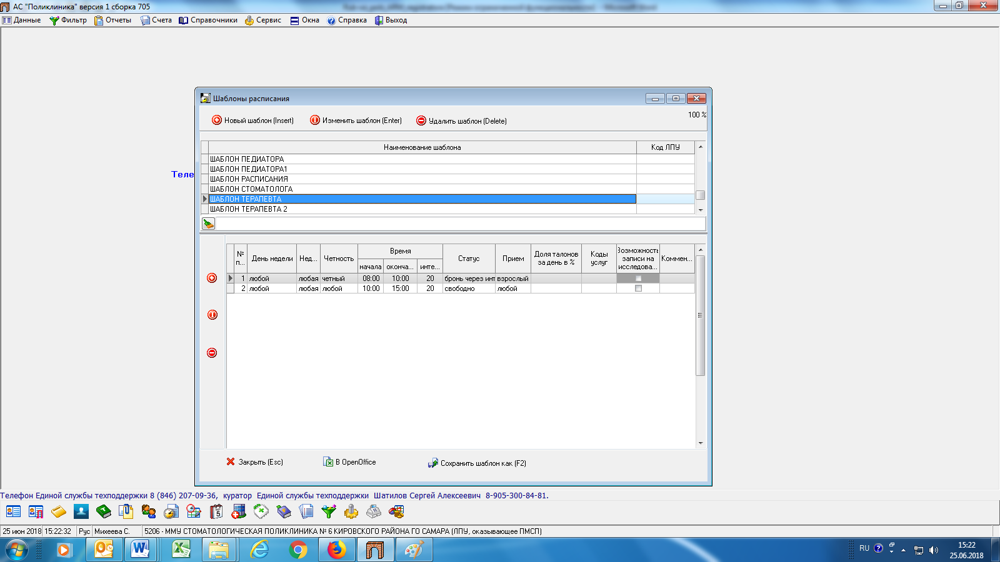 АС "Поликлиника" версия 1 сборка 705
Данные Фильтр Отчеты Счета Справочники Сервис Окна Справка Выход
Шаблоны расписания
100 %
Новый шаблон (Insert) Изменить шаблон (Enter) Удалить шаблон (Delete)
Наименование шаблона Код ЛПУ
ШАБЛОН ПЕДИАТОРА
ШАБЛОН ПЕДИАТОРА1
Теле
ШАБЛОН РАСПИСАНИЯ
ШАБЛОН СТОМАТОЛОГА
ШАБЛОН ТЕРАПЕВТА
ШАБЛОН ТЕРАПЕВТА 2
№ п... День недели Нед... Четность Время Статус Прием Доля талонов за день в % Коды услуг Возможность записи на исследова... Коммен...
начала оконча... инте...
1 любой любая четный 08:00 10:00 20 бронь через инт взрослый
2 любой любая любой 10:00 15:00 20 свободно любой
Закрыть (Esc) В OpenOffice Сохранить шаблон как (F2)
Телефон Единой службы техподдержки 8 (846) 207-09-36, куратор Единой службы техподдержки Шатилов Сергей Алексеевич 8-905-300-84-81.
25 июн 2018 15:22:32 Рус Михеева С. 5206 - ММУ СТОМАТОЛОГИЧЕСКАЯ ПОЛИКЛИНИКА № 6 КИРОВСКОГО РАЙОНА ГО САМАРА (ЛПУ, оказывающее ПМСП)
RU 15:22
25.06.2018